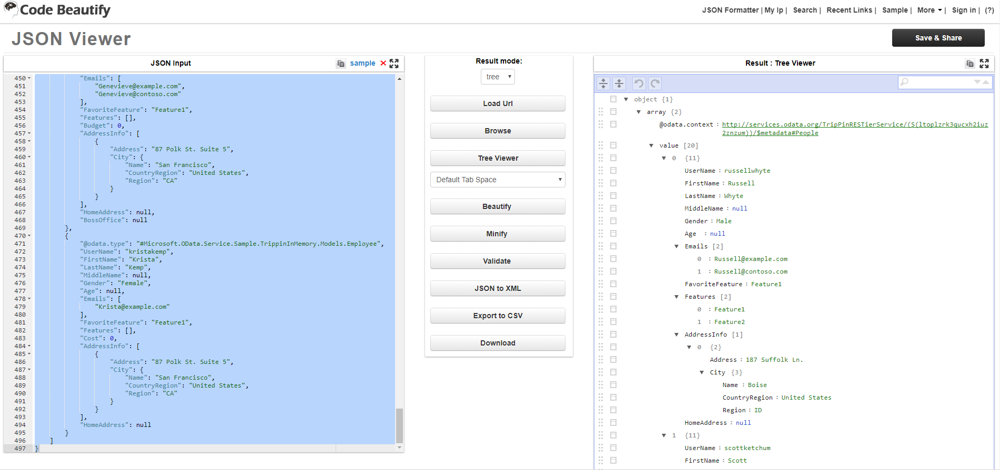 Code Beautify
JSON Formatter | My Ip | Search | Recent Links | Sample | More | Sign in | (?)
JSON Viewer
Save & Share
JSON Input
sample
450 "Emails": [
451 "Genevieve@example.com",
452 "Genevieve@contoso.com"
453 ],
454 "FavoriteFeature": "Feature1",
455 "Features": [],
456 "Budget": 0,
457 "AddressInfo": [
458 {
459 "Address": "87 Polk St. Suite 5",
460 "City": {
461 "Name": "San Francisco",
462 "CountryRegion": "United States",
463 "Region": "CA"
464 }
465 }
466 ],
467 "HomeAddress": null,
468 "BossOffice": null
469 },
470 {
471 "@odata.type": "#Microsoft.OData.Service.Sample.TrippinInMemory.Models.Employee",
472 "UserName": "kristakemp",
473 "FirstName": "Krista",
474 "LastName": "Kemp",
475 "MiddleName": null,
476 "Gender": "Female",
477 "Age": null,
478 "Emails": [
479 "Krista@example.com"
480 ],
481 "FavoriteFeature": "Feature1",
482 "Features": [],
483 "Cost": 0,
484 "AddressInfo": [
485 {
486 "Address": "87 Polk St. Suite 5",
487 "City": {
488 "Name": "San Francisco",
489 "CountryRegion": "United States",
490 "Region": "CA"
491 }
492 }
493 ],
494 "HomeAddress": null
495 }
496 ]
497 }
Result mode:
tree
Load Url
Browse
Tree Viewer
Default Tab Space
Beautify
Minify
Validate
JSON to XML
Export to CSV
Download
Result : Tree Viewer
object {1}
array {2}
@odata.context : http://services.odata.org/TripPinRESTierService/(S(ltoplzrk3qucxh2iuz
2znzum))/$metadata#People
value [20]
0 {11}
UserName : russellwhyte
FirstName : Russell
LastName : Whyte
MiddleName : null
Gender : Male
Age : null
Emails [2]
0 : Russell@example.com
1 : Russell@contoso.com
FavoriteFeature : Feature1
Features [2]
0 : Feature1
1 : Feature2
AddressInfo [1]
0 {2}
Address : 187 Suffolk Ln.
City {3}
Name : Boise
CountryRegion : United States
Region : ID
HomeAddress : null
1 {11}
UserName : scottketchum
FirstName : Scott